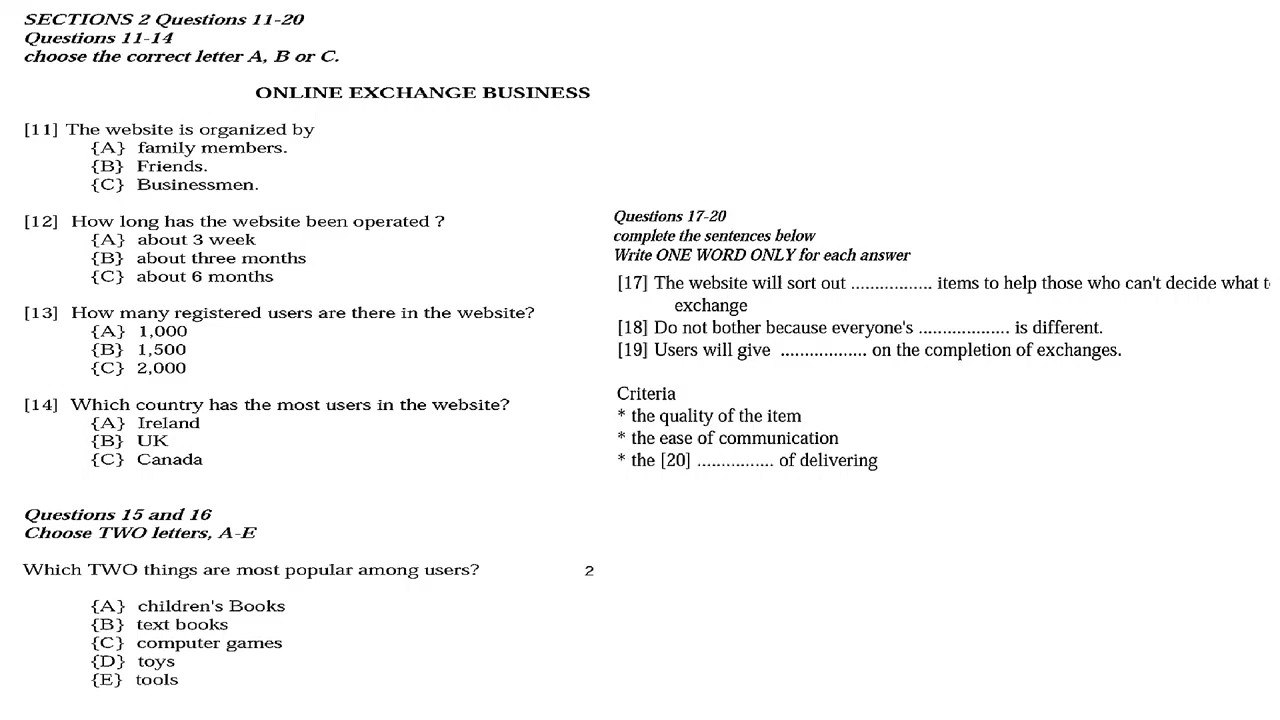 SECTIONS 2 Questions 11-20
Questions 11-14
choose the correct letter A, B or C.
ONLINE EXCHANGE BUSINESS
[11] The website is organized by
{A} family members.
{B} Friends.
{C} Businessmen.
[12] How long has the website been operated ?
{A} about 3 week
{B} about three months
{C} about 6 months
[13] How many registered users are there in the website?
{A} 1,000
{B} 1,500
{C} 2,000
[14] Which country has the most users in the website?
{A} Ireland
{B} UK
{C} Canada
Questions 15 and 16
Choose TWO letters, A-E
Which TWO things are most popular among users?
{A} children's Books
{B} text books
{C} computer games
{D} toys
{E} tools
2
Questions 17-20
complete the sentences below
Write ONE WORD ONLY for each answer
[17] The website will sort out ................. items to help those who can't decide what t
exchange
[18] Do not bother because everyone's ................... is different.
[19] Users will give .................. on the completion of exchanges.
Criteria
* the quality of the item
* the ease of communication
* the [20] ................ of delivering